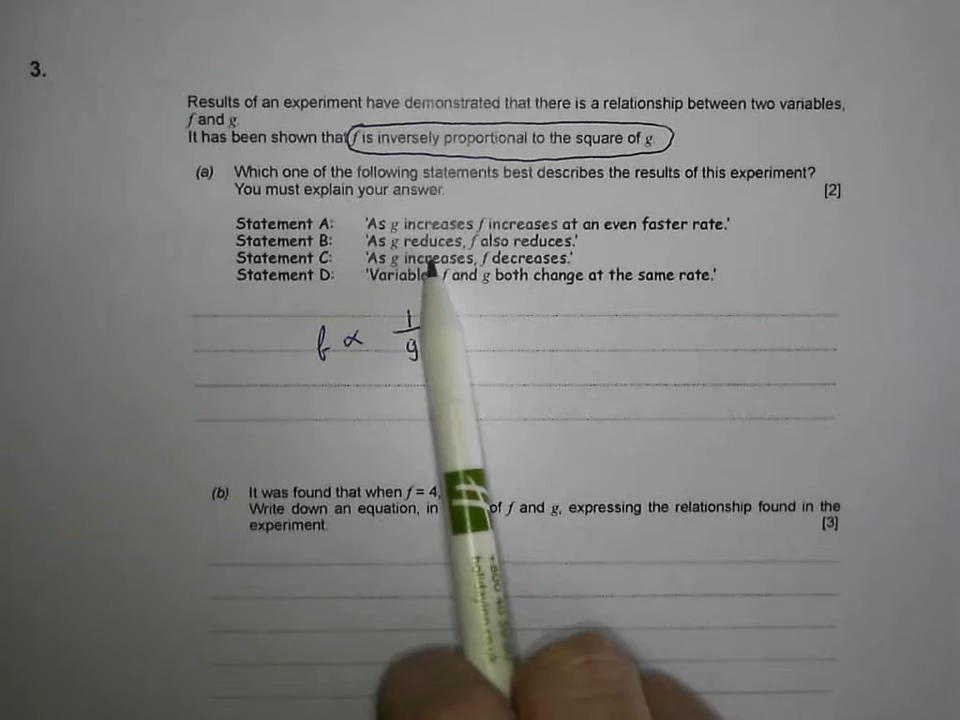 3.
Results of an experiment have demonstrated that there is a relationship between two variables,
f and g.
It has been shown that f is inversely proportional to the square of g.
(a) Which one of the following statements best describes the results of this experiment?
You must explain your answer. [2]
Statement A: 'As g increases f increases at an even faster rate.'
Statement B: 'As g reduces, f also reduces.'
Statement C: 'As g increases, f decreases.'
Statement D: 'Variable f and g both change at the same rate.'
f ∝ 1/g
(b) It was found that when f = 4,
Write down an equation, in of f and g, expressing the relationship found in the
experiment. [3]